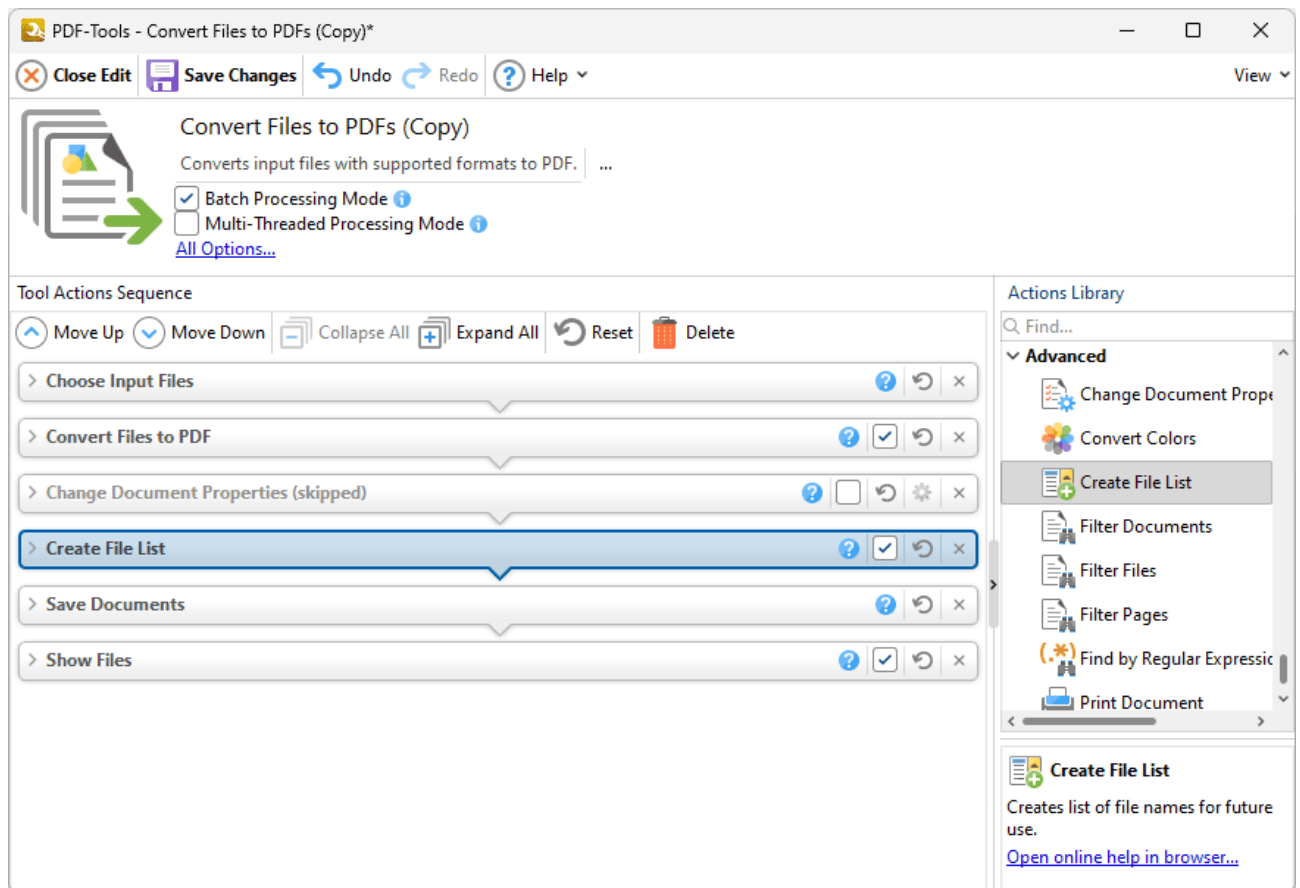 PDF-Tools - Convert Files to PDFs (Copy)*
Close Edit Save Changes Undo Redo Help View
Convert Files to PDFs (Copy)
Converts input files with supported formats to PDF. ...
Batch Processing Mode
Multi-Threaded Processing Mode
All Options...
Tool Actions Sequence
Move Up Move Down Collapse All Expand All Reset Delete
Choose Input Files
Convert Files to PDF
Change Document Properties (skipped)
Create File List
Save Documents
Show Files
Actions Library
Find...
Advanced
Change Document Prope
Convert Colors
Create File List
Filter Documents
Filter Files
Filter Pages
(.*) Find by Regular Expressic
Print Document
Create File List
Creates list of file names for future
use.
Open online help in browser...